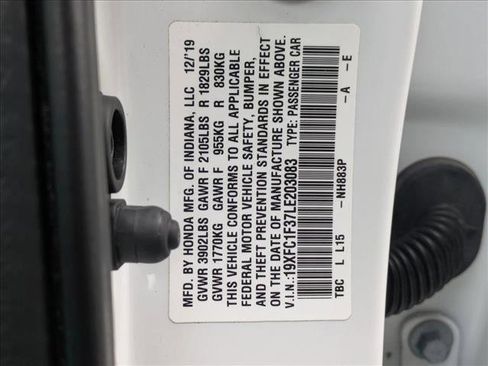 MFD. BY HONDA MFG. OF INDIANA, LLC 12/'19
GVWR 3902LBS GAWR F 2105LBS R 1829LBS
GVWR 1770KG GAWR F 955KG R 830KG
THIS VEHICLE CONFORMS TO ALL APPLICABLE
FEDERAL MOTOR VEHICLE SAFETY, BUMPER,
AND THEFT PREVENTION STANDARDS IN EFFECT
ON THE DATE OF MANUFACTURE SHOWN ABOVE.
V.I.N.:19XFC1F37LE203083 TYPE: PASSENGER CAR
TBC L L15 -NH883P -A -E